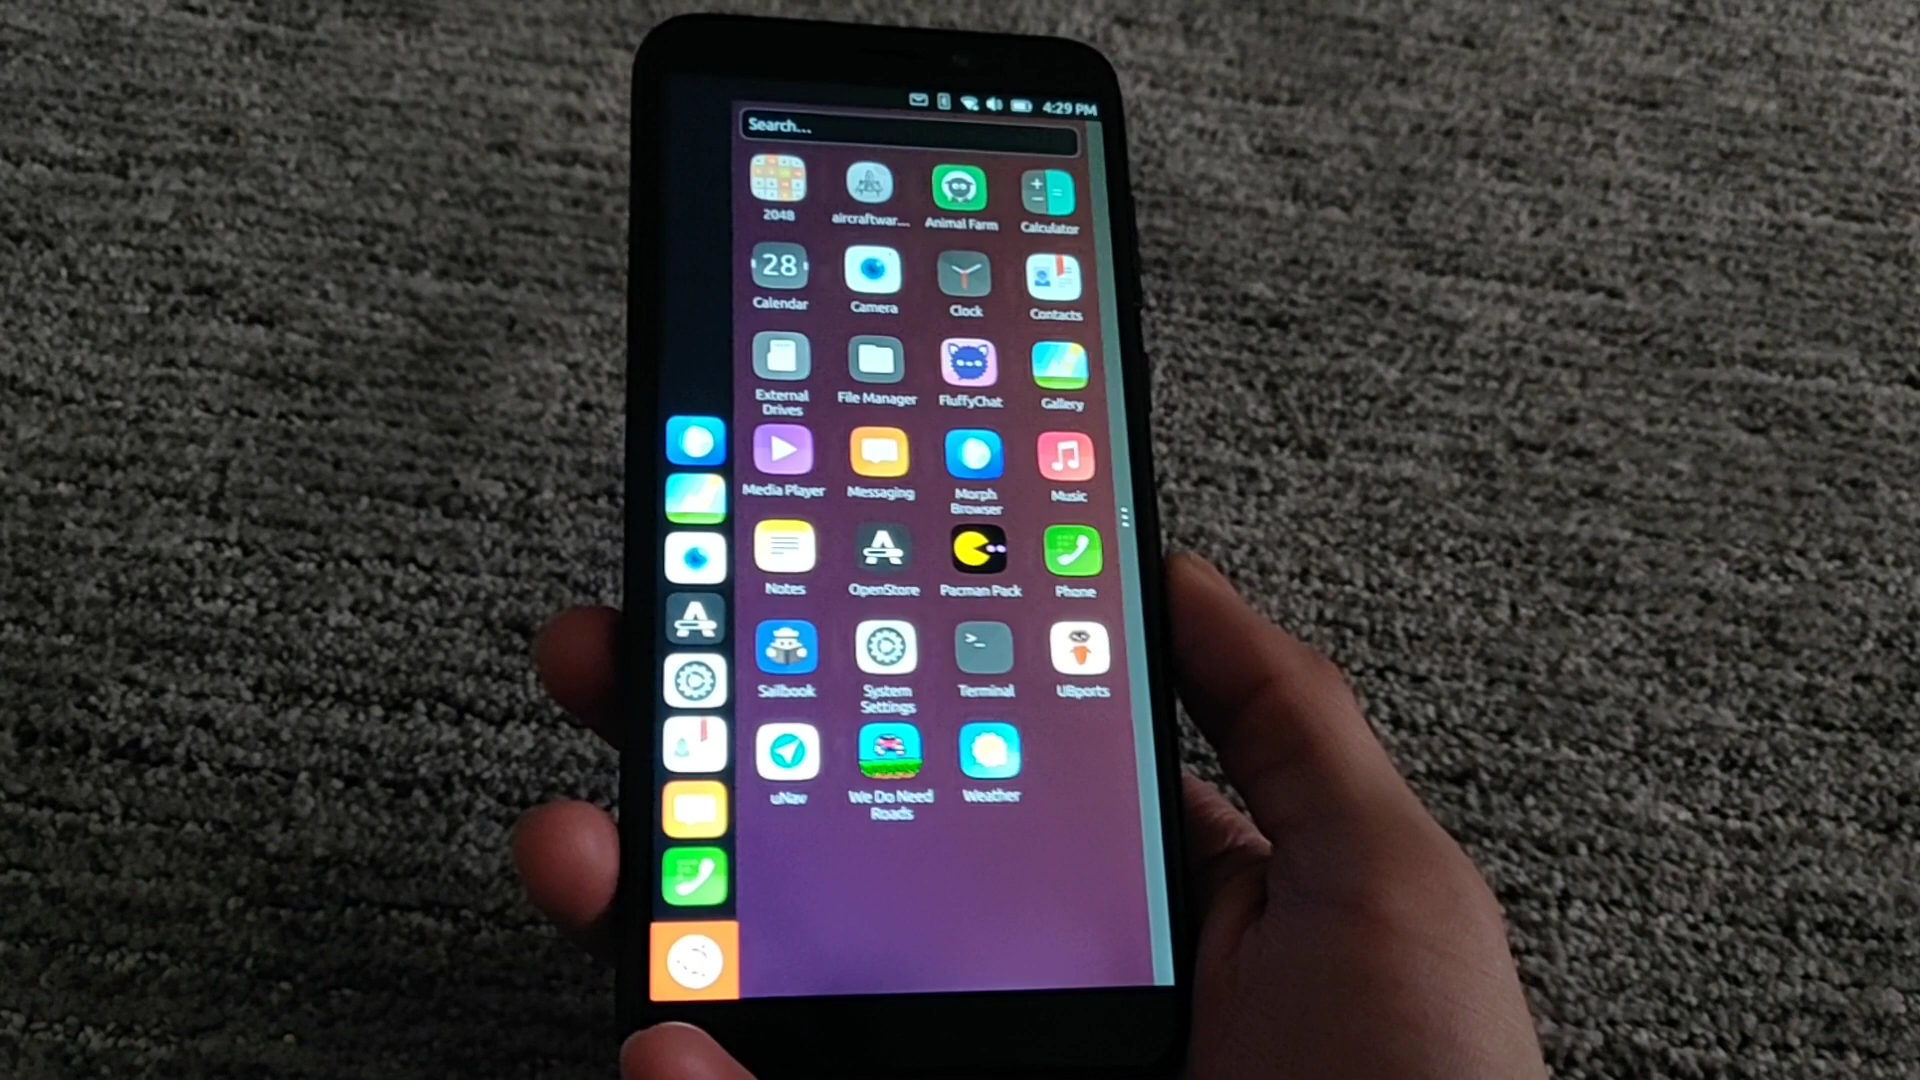 4:29 PM
Search...
2048
aircraftwar...
Animal Farm
Calculator
28
Calendar
Camera
Clock
Contacts
External
Drives
File Manager
FluffyChat
Gallery
Media Player
Messaging
Morph
Browser
Music
Notes
OpenStore
Pacman Pack
Phone
>_
Sailbook
System
Settings
Terminal
UBports
uNav
We Do Need
Roads
Weather